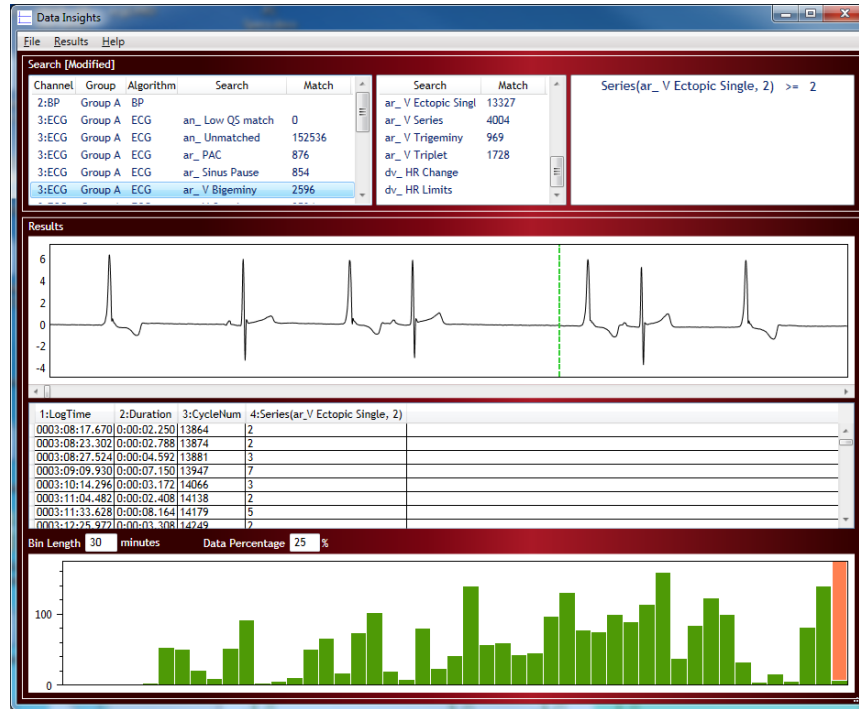 Data Insights
File Results Help
Search [Modified]
Channel Group Algorithm Search Match
2:BP Group A BP
3:ECG Group A ECG an_ Low QS match 0
3:ECG Group A ECG an_ Unmatched 152536
3:ECG Group A ECG ar_ PAC 876
3:ECG Group A ECG ar_ Sinus Pause 854
3:ECG Group A ECG ar_ V Bigeminy 2596
Search Match
ar_ V Ectopic Singl 13327
ar_ V Series 4004
ar_ V Trigeminy 969
ar_ V Triplet 1728
dv_ HR Change
dv_ HR Limits
Series(ar_ V Ectopic Single, 2) >= 2
Results
6
4
2
0
-2
-4
1:LogTime 2:Duration 3:CycleNum 4:Series(ar_V Ectopic Single, 2)
0003:08:17.670 0:00:02.250 13864 2
0003:08:23.302 0:00:02.788 13874 2
0003:08:27.524 0:00:04.592 13881 3
0003:09:09.930 0:00:07.150 13947 7
0003:10:14.296 0:00:03.172 14066 3
0003:11:04.482 0:00:02.408 14138 2
0003:11:33.628 0:00:08.164 14179 5
0003:12:25.972 0:00:03.308 14249 2
Bin Length 30 minutes Data Percentage 25 %
100
0